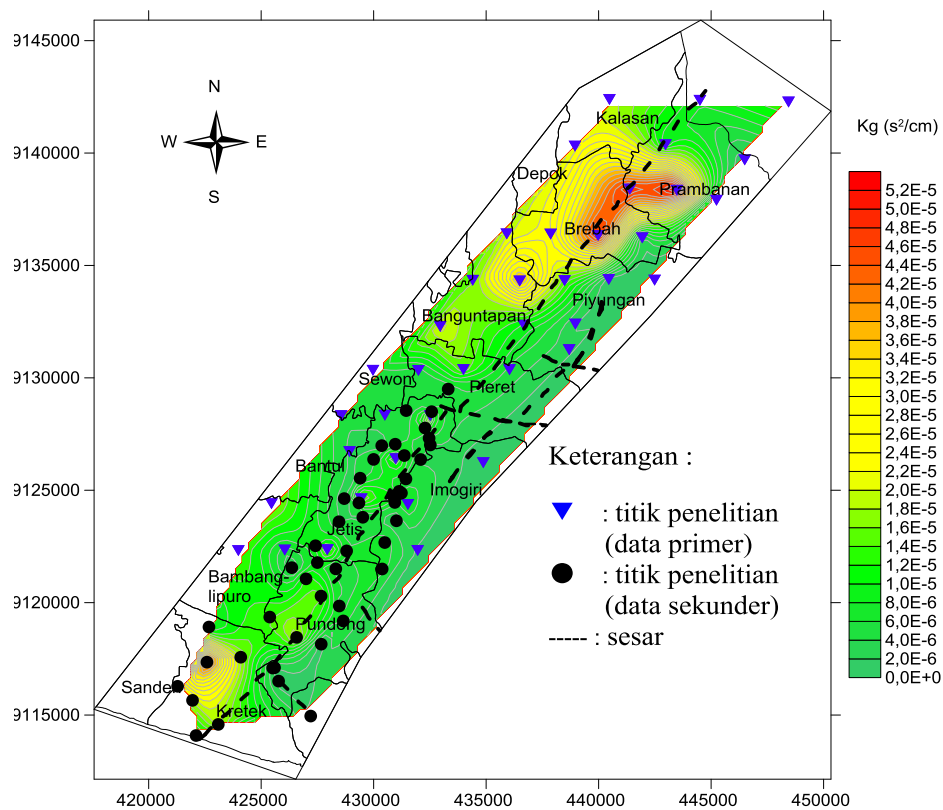 9145000
9140000
9135000
9130000
9125000
9120000
9115000
420000
425000
430000
435000
440000
445000
450000
N
W
E
S
Kalasan
Depok
Prambanan
Brebah
Piyungan
Banguntapan
Sewon
Pleret
Bantul
Imogiri
Jetis
Bambang-
lipuro
Pundong
Sanden
Kretek
Keterangan :
: titik penelitian
(data primer)
: titik penelitian
(data sekunder)
: sesar
Kg (s²/cm)
5,2E-5
5,0E-5
4,8E-5
4,6E-5
4,4E-5
4,2E-5
4,0E-5
3,8E-5
3,6E-5
3,4E-5
3,2E-5
3,0E-5
2,8E-5
2,6E-5
2,4E-5
2,2E-5
2,0E-5
1,8E-5
1,6E-5
1,4E-5
1,2E-5
1,0E-5
8,0E-6
6,0E-6
4,0E-6
2,0E-6
0,0E+0